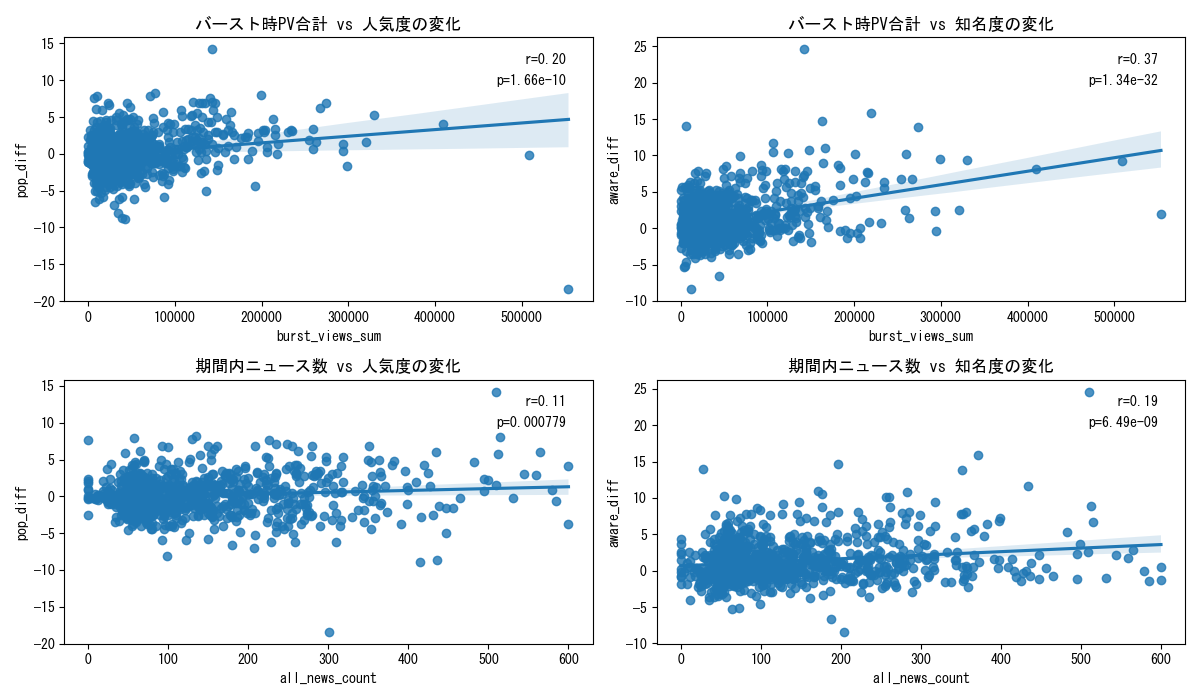 バースト時PV合計 vs 人気度の変化
15
10
5
0
−5
−10
−15
−20
pop_diff
r=0.20
p=1.66e-10
0 100000 200000 300000 400000 500000
burst_views_sum
バースト時PV合計 vs 知名度の変化
25
20
15
10
5
0
−5
−10
aware_diff
r=0.37
p=1.34e-32
0 100000 200000 300000 400000 500000
burst_views_sum
期間内ニュース数 vs 人気度の変化
15
10
5
0
−5
−10
−15
−20
pop_diff
r=0.11
p=0.000779
0 100 200 300 400 500 600
all_news_count
期間内ニュース数 vs 知名度の変化
25
20
15
10
5
0
−5
−10
aware_diff
r=0.19
p=6.49e-09
0 100 200 300 400 500 600
all_news_count